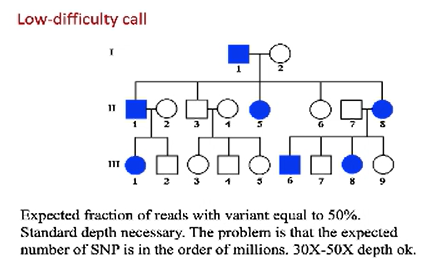 Low-difficulty call
I
1 2
II
1 2 3 4 5 6 7 8
III
1 2 3 4 5 6 7 8 9
Expected fraction of reads with variant equal to 50%.
Standard depth necessary. The problem is that the expected
number of SNP is in the order of millions. 30X-50X depth ok.